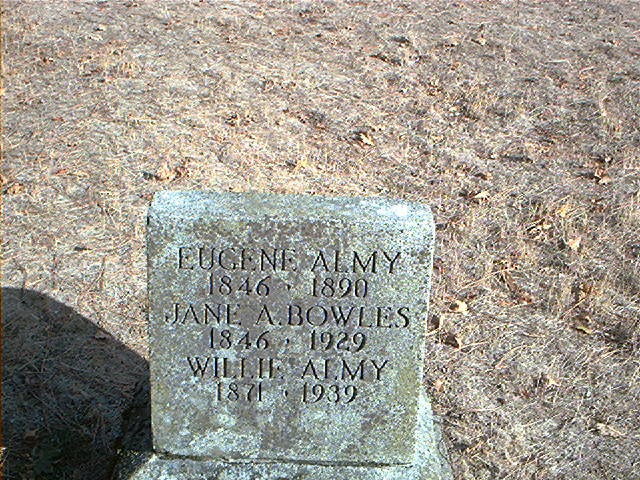 EUGENE ALMY
1846 · 1890
JANE A. BOWLES
1846 · 1929
WILLIE ALMY
1871 · 1939